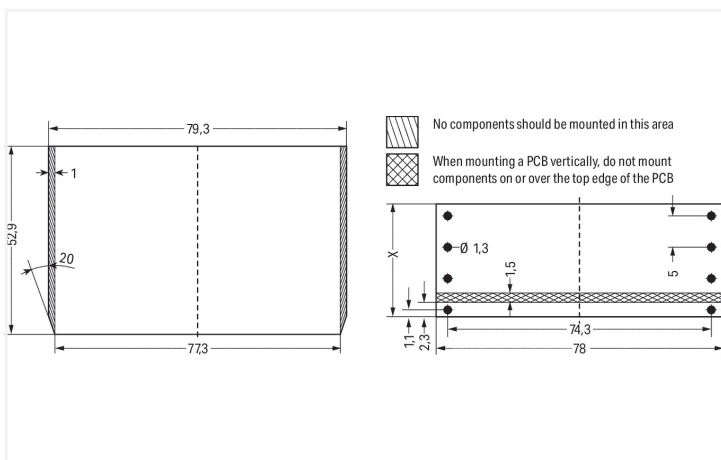 79,3
No components should be mounted in this area
When mounting a PCB vertically, do not mount
components on or over the top edge of the PCB
1
52,9
20
77,3
X
Ø 1,3
1,5
5
1,1
2,3
74,3
78